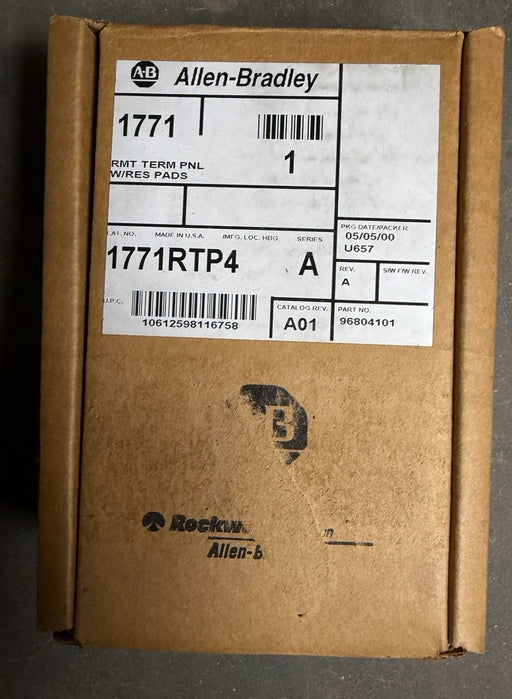 A-B Allen-Bradley
1771
1
RMT TERM PNL
W/RES PADS
PKG DATE/PACKER
05/05/00
U657
CAT. NO. MADE IN U.S.A. /MFG. LOC. HDG. SERIES
1771RTP4 A
REV. S/W F/W REV.
A
U.P.C.
10612598116758
CATALOG REV.
A01
PART NO.
96804101
B
Allen-B